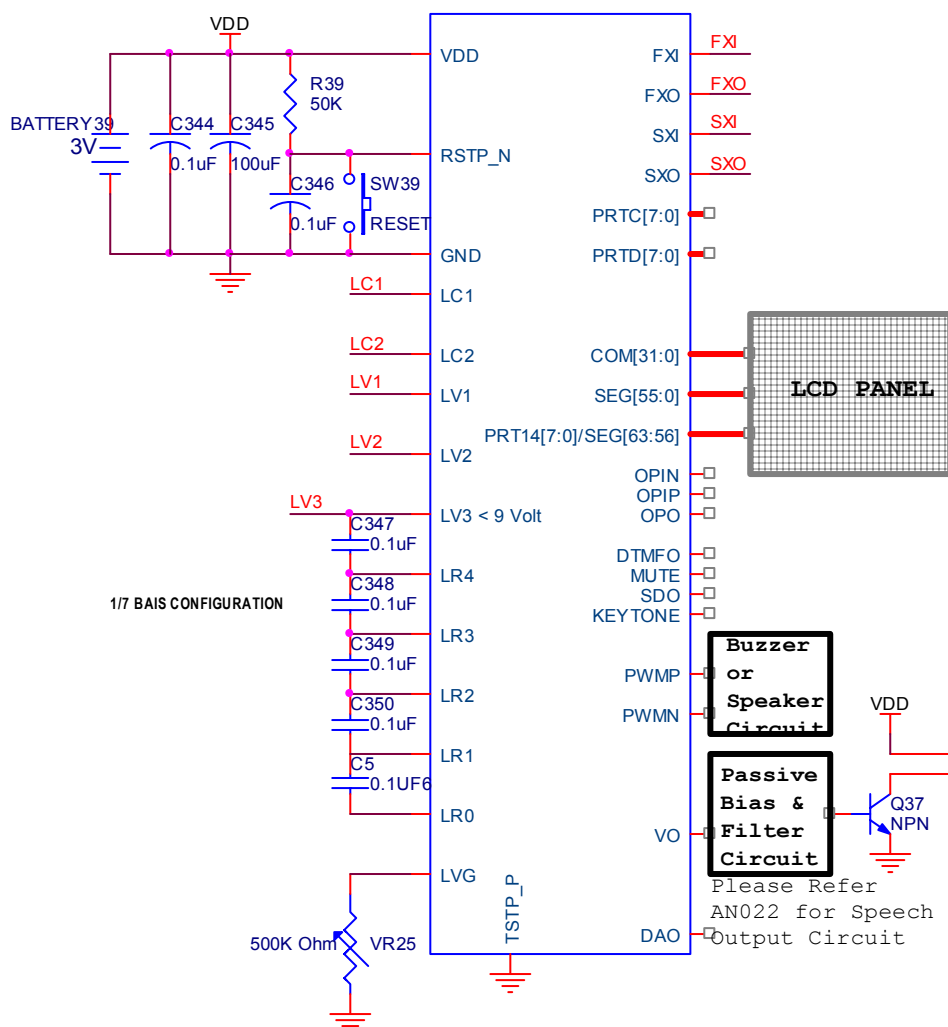 VDD
BATTERY39
3V
C344
0.1uF
C345
100uF
R39
50K
C346
0.1uF
SW39
RESET
LC1
LC2
LV1
LV2
LV3
C347
0.1uF
C348
0.1uF
1/7 BAIS CONFIGURATION
C349
0.1uF
C350
0.1uF
C5
0.1UF6
500K Ohm
VR25
VDD
RSTP_N
GND
LC1
LC2
LV1
LV2
LV3 < 9 Volt
LR4
LR3
LR2
LR1
LR0
LVG
TSTP_P
FXI
FXO
SXI
SXO
PRTC[7:0]
PRTD[7:0]
COM[31:0]
SEG[55:0]
PRT14[7:0]/SEG[63:56]
OPIN
OPIP
OPO
DTMFO
MUTE
SDO
KEYTONE
PWMP
PWMN
VO
DAO
FXI
FXO
SXI
SXO
LCD PANEL
Buzzer
or
Speaker
Circuit
Passive
Bias &
Filter
Circuit
VDD
Q37
NPN
Please Refer
AN022 for Speech
Output Circuit